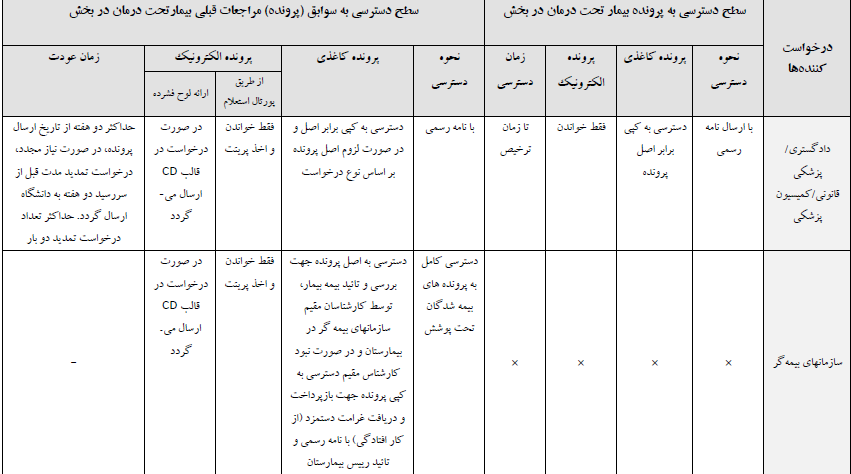 درخواست
کننده‌ها
سطح دسترسی به پرونده بیمار تحت درمان در بخش
سطح دسترسی به سوابق (پرونده) مراجعات قبلی بیمارتحت درمان در بخش
نحوه
دسترسی
پرونده کاغذی
پرونده
الکترونیک
زمان
دسترسی
نحوه
دسترسی
پرونده کاغذی
پرونده الکترونیک
از طریق
پورتال استعلام
ارائه لوح فشرده
زمان عودت
دادگستری/
پزشکی
قانونی/کمیسیون
پزشکی
با ارسال نامه
رسمی
دسترسی به کپی
برابر اصل
پرونده
فقط خواندن
تا زمان
ترخیص
با نامه رسمی
دسترسی به کپی برابر اصل و
در صورت لزوم اصل پرونده
بر اساس نوع درخواست
فقط خواندن
و اخذ پرینت
در صورت
درخواست در
قالب CD
ارسال می-
گردد
حداکثر دو هفته از تاریخ ارسال
پرونده، در صورت نیاز مجدد،
درخواست تمدید مدت قبل از
سررسید دو هفته به دانشگاه
ارسال گردد. حداکثر تعداد
درخواست تمدید دو بار
سازمانهای بیمه‌گر
×
×
×
×
دسترسی کامل
به پرونده های
بیمه شدگان
تحت پوشش
دسترسی به اصل پرونده جهت
بررسی و تائید بیمه بیمار،
توسط کارشناسان مقیم
سازمانهای بیمه گر در
بیمارستان و در صورت نبود
کارشناس مقیم دسترسی به
کپی پرونده جهت بازپرداخت
و دریافت غرامت دستمزد (از
کار افتادگی) با نامه رسمی و
تائید رییس بیمارستان
فقط خواندن
و اخذ پرینت
در صورت
درخواست در
قالب CD
ارسال می-
گردد
-